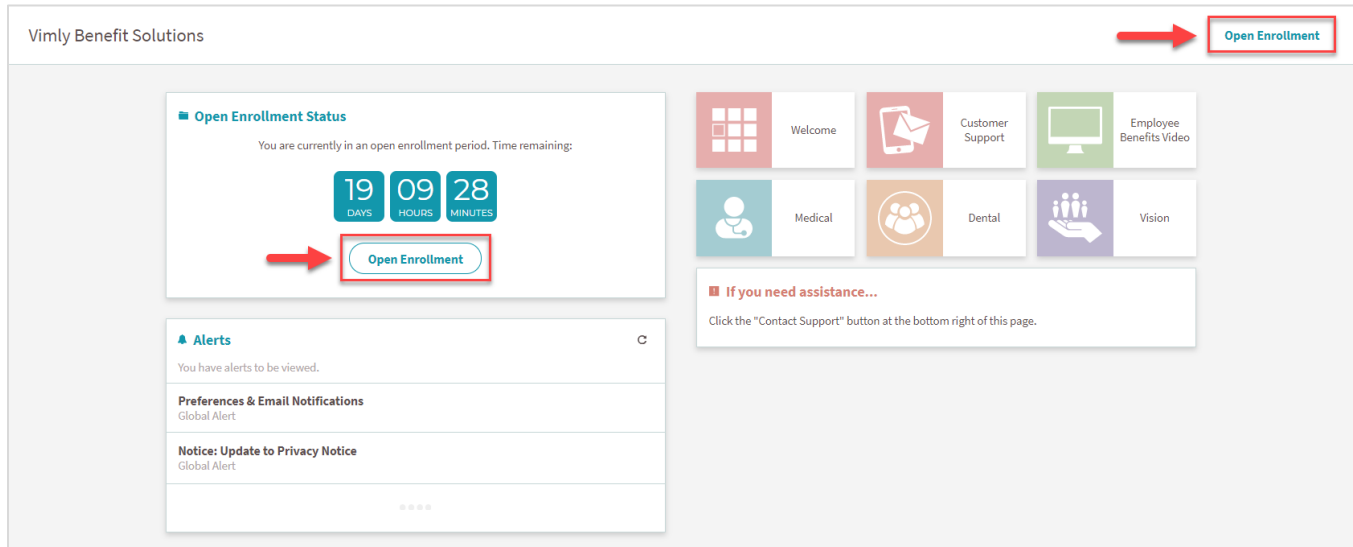 Vimly Benefit Solutions
Open Enrollment
Open Enrollment Status
You are currently in an open enrollment period. Time remaining:
19 09 28
DAYS HOURS MINUTES
Open Enrollment
Alerts
You have alerts to be viewed.
Preferences & Email Notifications
Global Alert
Notice: Update to Privacy Notice
Global Alert
Welcome
Customer
Support
Employee
Benefits Video
Medical
Dental
Vision
If you need assistance...
Click the "Contact Support" button at the bottom right of this page.